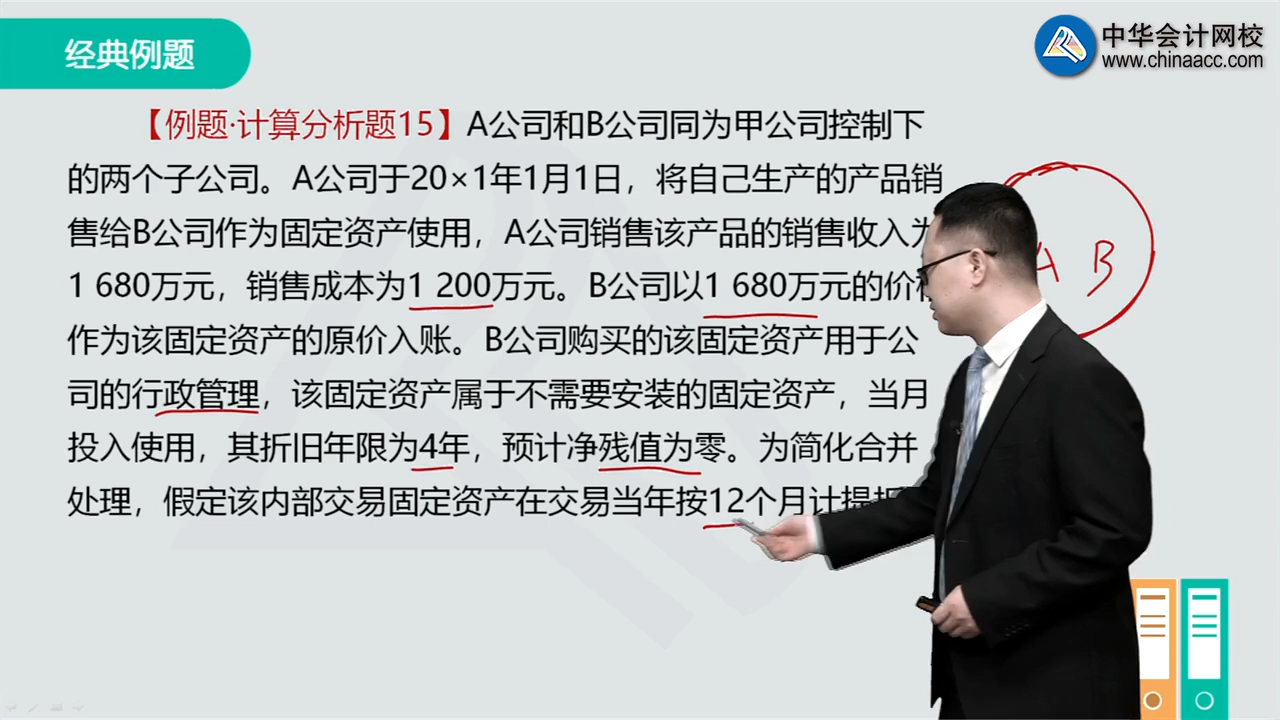 经典例题
中华会计网校
www.chinaacc.com
【例题·计算分析题15】A公司和B公司同为甲公司控制下
的两个子公司。A公司于20×1年1月1日，将自己生产的产品销
售给B公司作为固定资产使用，A公司销售该产品的销售收入为
1 680万元，销售成本为1 200万元。B公司以1 680万元的价
作为该固定资产的原价入账。B公司购买的该固定资产用于公
司的行政管理，该固定资产属于不需要安装的固定资产，当月
投入使用，其折旧年限为4年，预计净残值为零。为简化合并
处理，假定该内部交易固定资产在交易当年按12个月计提
A B